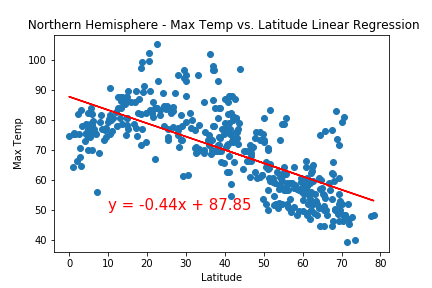 Northern Hemisphere - Max Temp vs. Latitude Linear Regression
100
90
80
70
60
50
40
Max Temp
y = -0.44x + 87.85
0 10 20 30 40 50 60 70 80
Latitude